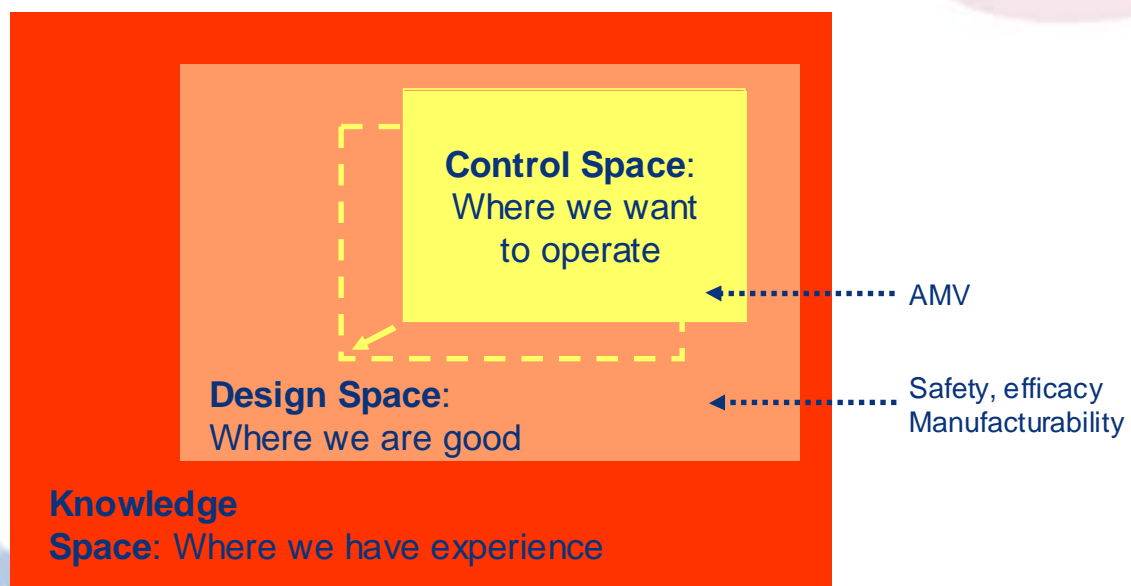 Control Space:
Where we want
to operate
AMV
Design Space:
Where we are good
Safety, efficacy
Manufacturability
Knowledge
Space: Where we have experience